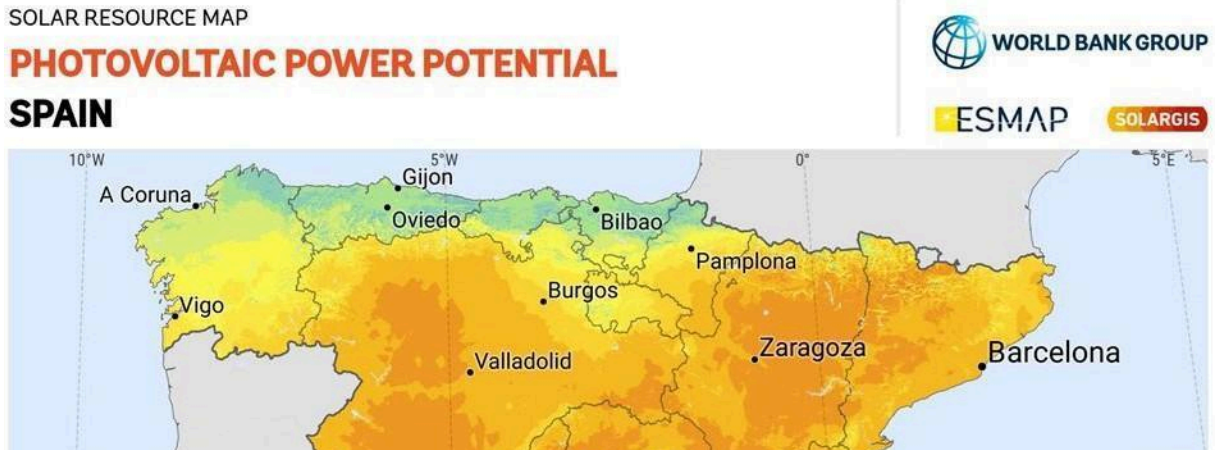 SOLAR RESOURCE MAP
PHOTOVOLTAIC POWER POTENTIAL
SPAIN
WORLD BANK GROUP
ESMAP
SOLARGIS
10°W
5°W
0°
5°E
A Coruna
Gijon
Oviedo
Bilbao
Pamplona
Vigo
Burgos
Valladolid
Zaragoza
Barcelona